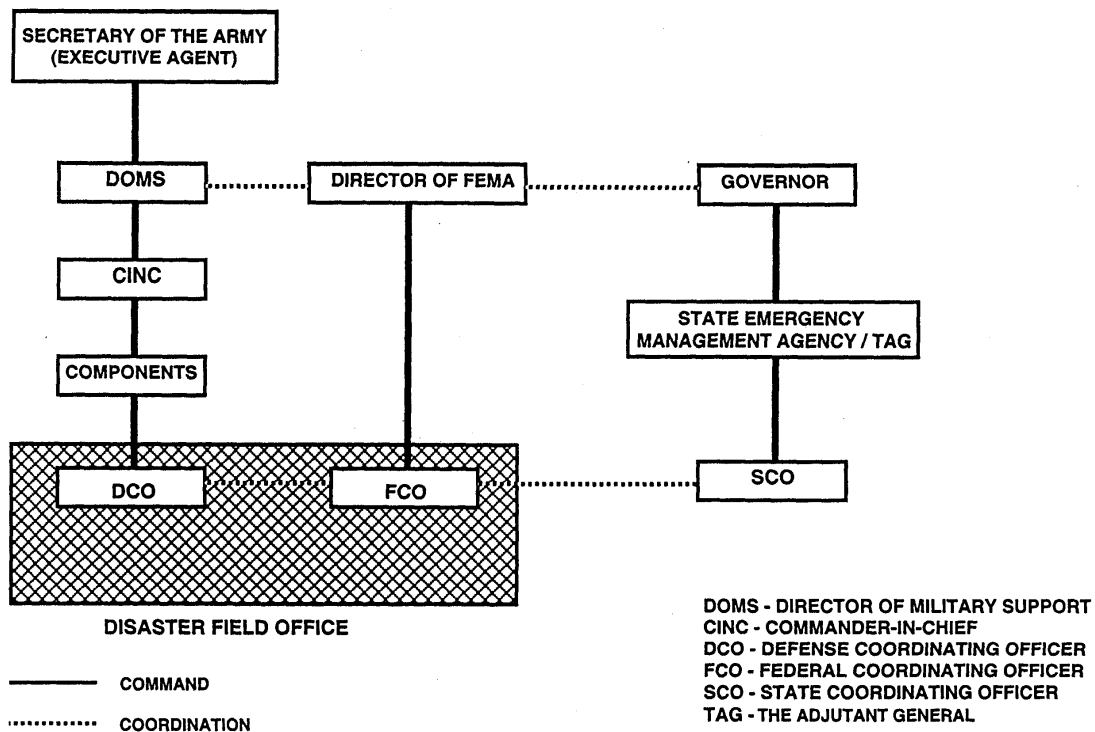 SECRETARY OF THE ARMY
(EXECUTIVE AGENT)
DOMS
DIRECTOR OF FEMA
GOVERNOR
CINC
STATE EMERGENCY
MANAGEMENT AGENCY / TAG
COMPONENTS
DCO
FCO
SCO
DISASTER FIELD OFFICE
COMMAND
COORDINATION
DOMS - DIRECTOR OF MILITARY SUPPORT
CINC - COMMANDER-IN-CHIEF
DCO - DEFENSE COORDINATING OFFICER
FCO - FEDERAL COORDINATING OFFICER
SCO - STATE COORDINATING OFFICER
TAG - THE ADJUTANT GENERAL